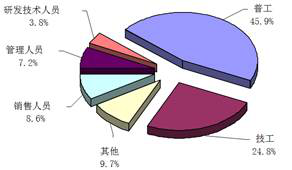 研发技术人员
3.8%
普工
45.9%
管理人员
7.2%
销售人员
8.6%
其他
9.7%
技工
24.8%